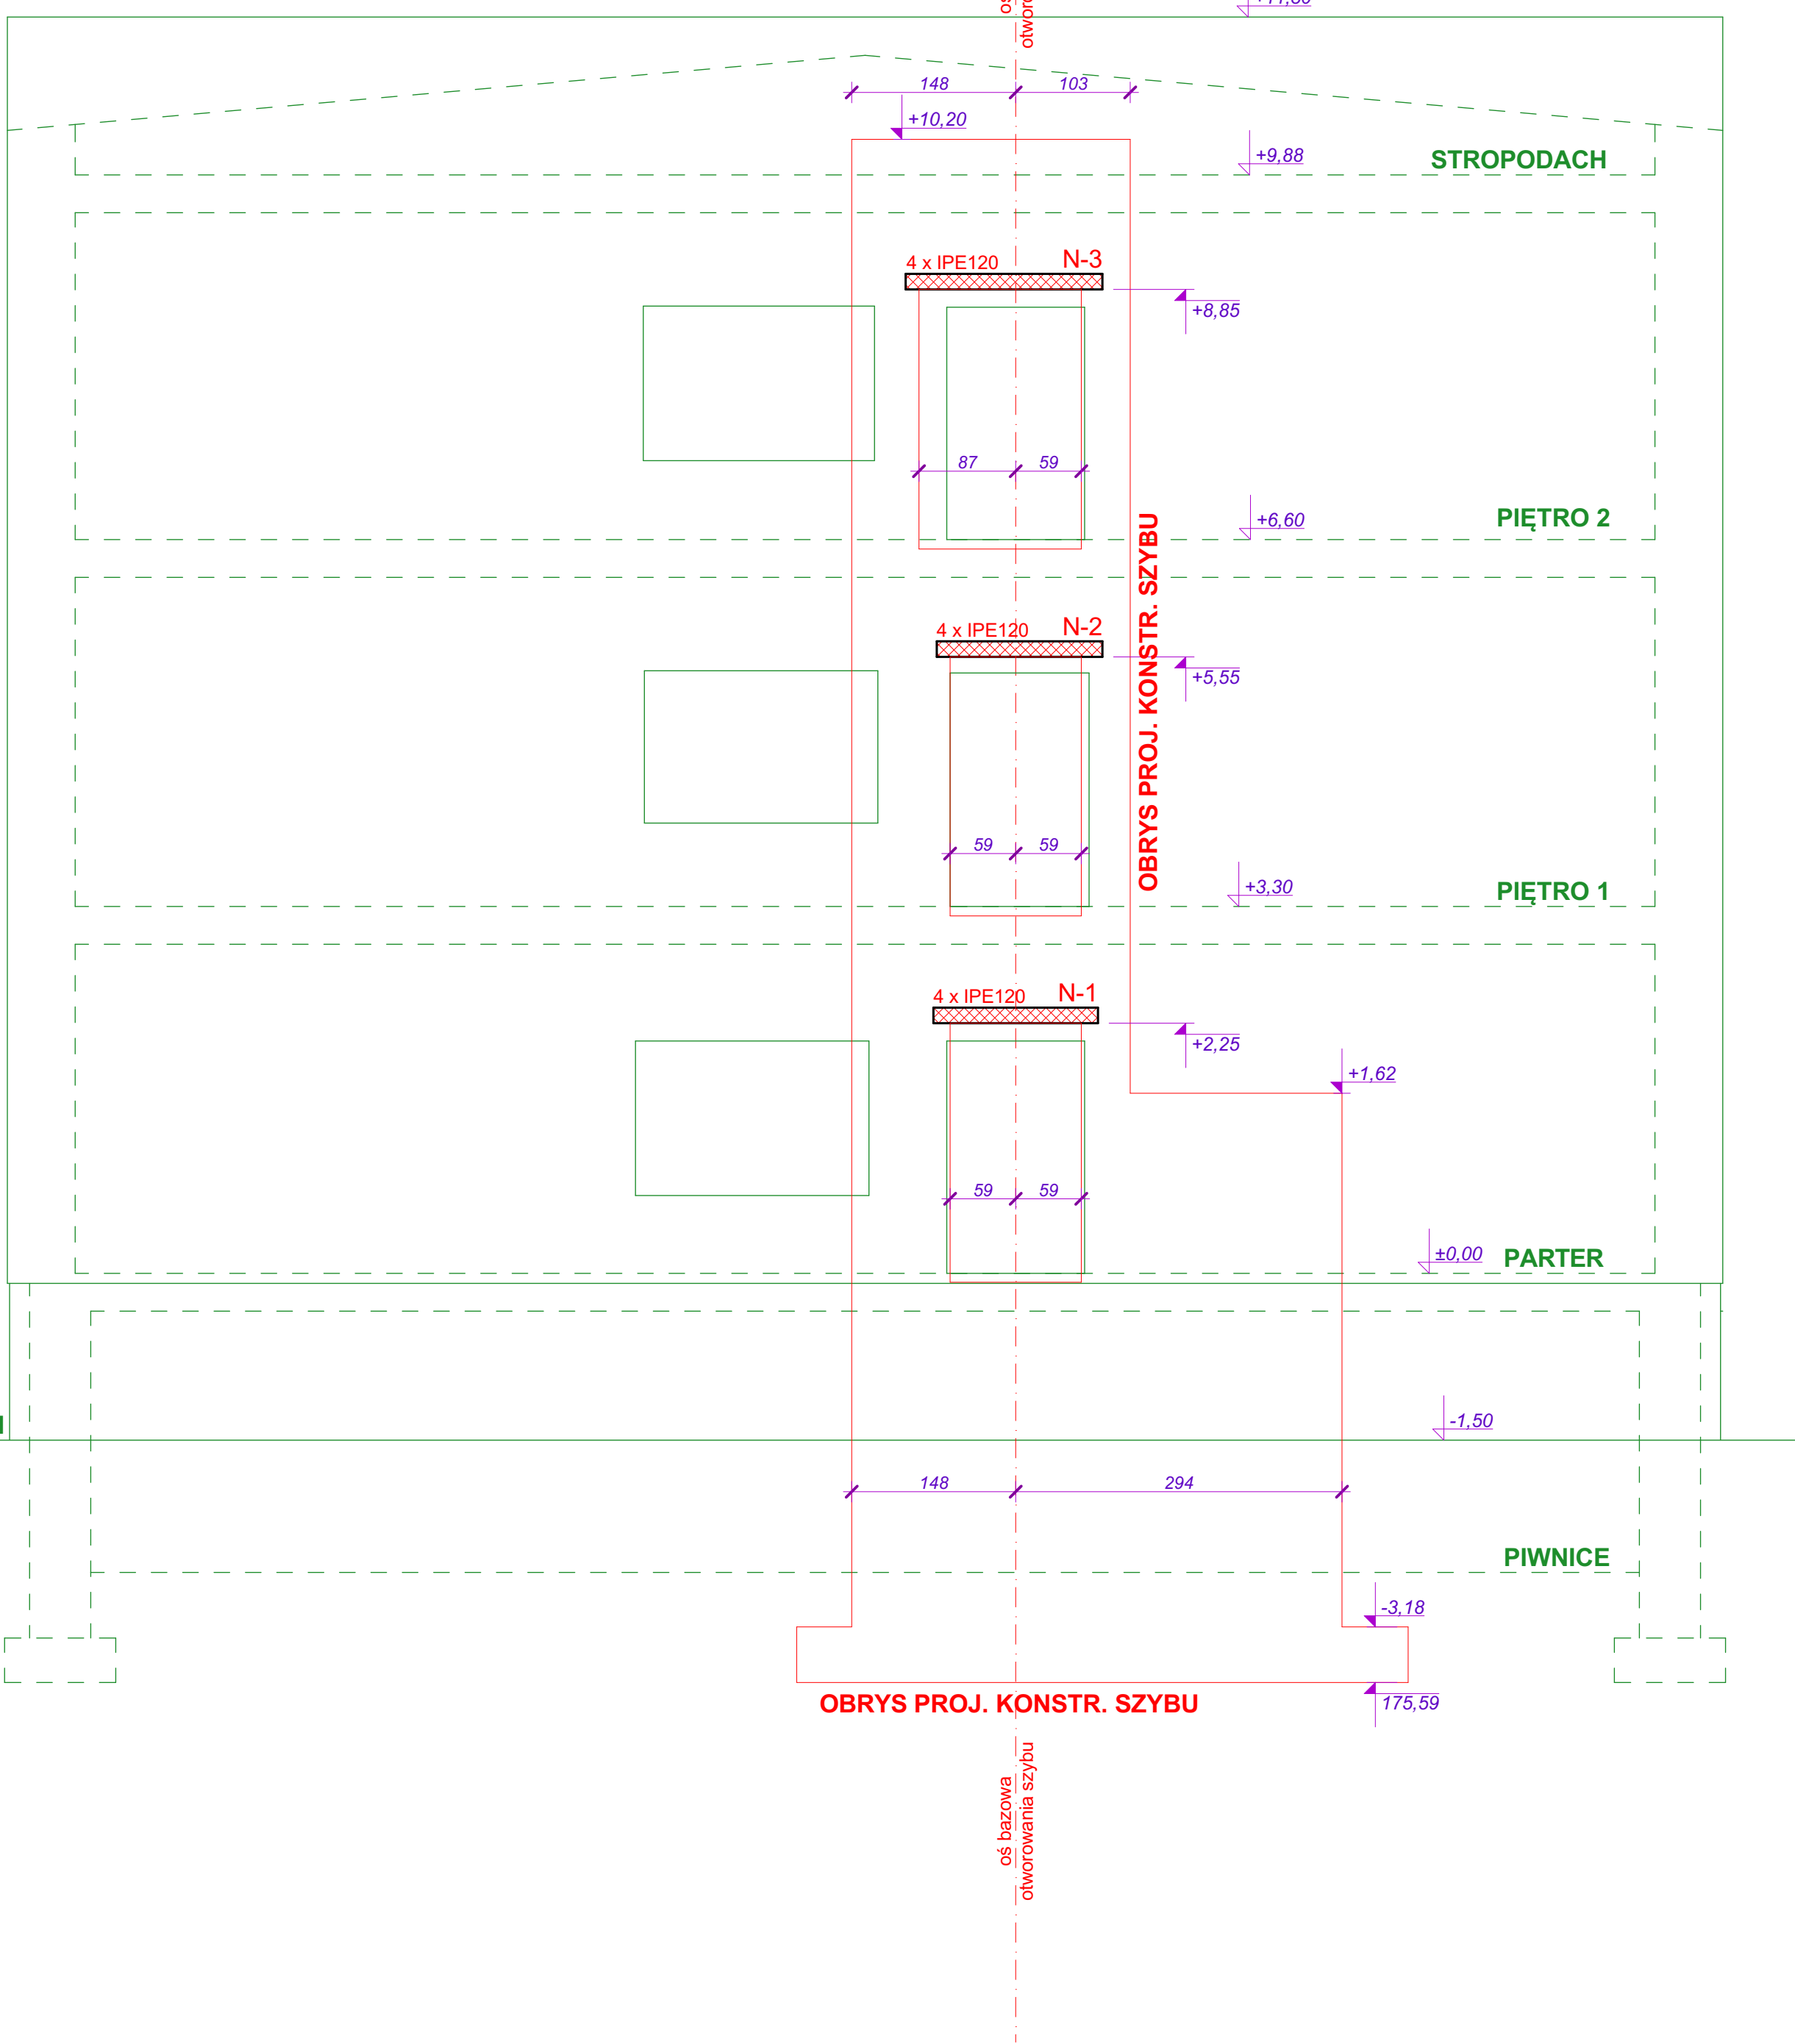 148
103
+10,20
+9,88
STROPODACH
4 x IPE120
N-3
+8,85
87
59
+6,60
PIĘTRO 2
OBRYS PROJ. KONSTR. SZYBU
4 x IPE120
N-2
+5,55
59
59
+3,30
PIĘTRO 1
4 x IPE120
N-1
+2,25
+1,62
59
59
±0,00
PARTER
-1,50
148
294
PIWNICE
-3,18
175,59
OBRYS PROJ. KONSTR. SZYBU
oś bazowa
otworowania szybu